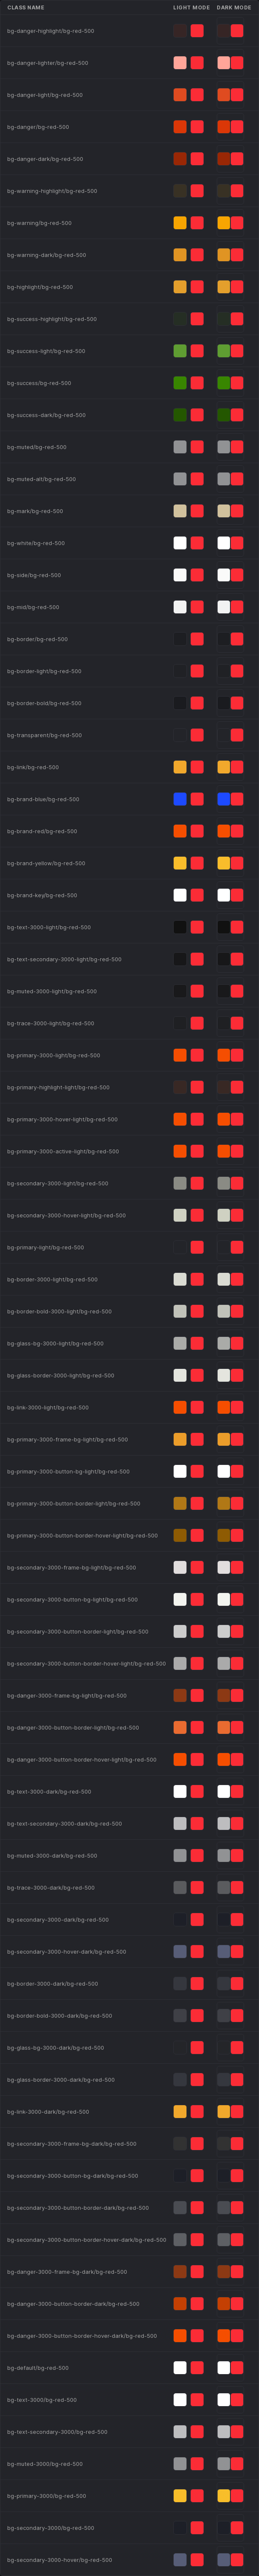 CLASS NAME LIGHT MODE DARK MODE
bg-danger-highlight/bg-red-500
bg-danger-lighter/bg-red-500
bg-danger-light/bg-red-500
bg-danger/bg-red-500
bg-danger-dark/bg-red-500
bg-warning-highlight/bg-red-500
bg-warning/bg-red-500
bg-warning-dark/bg-red-500
bg-highlight/bg-red-500
bg-success-highlight/bg-red-500
bg-success-light/bg-red-500
bg-success/bg-red-500
bg-success-dark/bg-red-500
bg-muted/bg-red-500
bg-muted-alt/bg-red-500
bg-mark/bg-red-500
bg-white/bg-red-500
bg-side/bg-red-500
bg-mid/bg-red-500
bg-border/bg-red-500
bg-border-light/bg-red-500
bg-border-bold/bg-red-500
bg-transparent/bg-red-500
bg-link/bg-red-500
bg-brand-blue/bg-red-500
bg-brand-red/bg-red-500
bg-brand-yellow/bg-red-500
bg-brand-key/bg-red-500
bg-text-3000-light/bg-red-500
bg-text-secondary-3000-light/bg-red-500
bg-muted-3000-light/bg-red-500
bg-trace-3000-light/bg-red-500
bg-primary-3000-light/bg-red-500
bg-primary-highlight-light/bg-red-500
bg-primary-3000-hover-light/bg-red-500
bg-primary-3000-active-light/bg-red-500
bg-secondary-3000-light/bg-red-500
bg-secondary-3000-hover-light/bg-red-500
bg-primary-light/bg-red-500
bg-border-3000-light/bg-red-500
bg-border-bold-3000-light/bg-red-500
bg-glass-bg-3000-light/bg-red-500
bg-glass-border-3000-light/bg-red-500
bg-link-3000-light/bg-red-500
bg-primary-3000-frame-bg-light/bg-red-500
bg-primary-3000-button-bg-light/bg-red-500
bg-primary-3000-button-border-light/bg-red-500
bg-primary-3000-button-border-hover-light/bg-red-500
bg-secondary-3000-frame-bg-light/bg-red-500
bg-secondary-3000-button-bg-light/bg-red-500
bg-secondary-3000-button-border-light/bg-red-500
bg-secondary-3000-button-border-hover-light/bg-red-500
bg-danger-3000-frame-bg-light/bg-red-500
bg-danger-3000-button-border-light/bg-red-500
bg-danger-3000-button-border-hover-light/bg-red-500
bg-text-3000-dark/bg-red-500
bg-text-secondary-3000-dark/bg-red-500
bg-muted-3000-dark/bg-red-500
bg-trace-3000-dark/bg-red-500
bg-secondary-3000-dark/bg-red-500
bg-secondary-3000-hover-dark/bg-red-500
bg-border-3000-dark/bg-red-500
bg-border-bold-3000-dark/bg-red-500
bg-glass-bg-3000-dark/bg-red-500
bg-glass-border-3000-dark/bg-red-500
bg-link-3000-dark/bg-red-500
bg-secondary-3000-frame-bg-dark/bg-red-500
bg-secondary-3000-button-bg-dark/bg-red-500
bg-secondary-3000-button-border-dark/bg-red-500
bg-secondary-3000-button-border-hover-dark/bg-red-500
bg-danger-3000-frame-bg-dark/bg-red-500
bg-danger-3000-button-border-dark/bg-red-500
bg-danger-3000-button-border-hover-dark/bg-red-500
bg-default/bg-red-500
bg-text-3000/bg-red-500
bg-text-secondary-3000/bg-red-500
bg-muted-3000/bg-red-500
bg-primary-3000/bg-red-500
bg-secondary-3000/bg-red-500
bg-secondary-3000-hover/bg-red-500